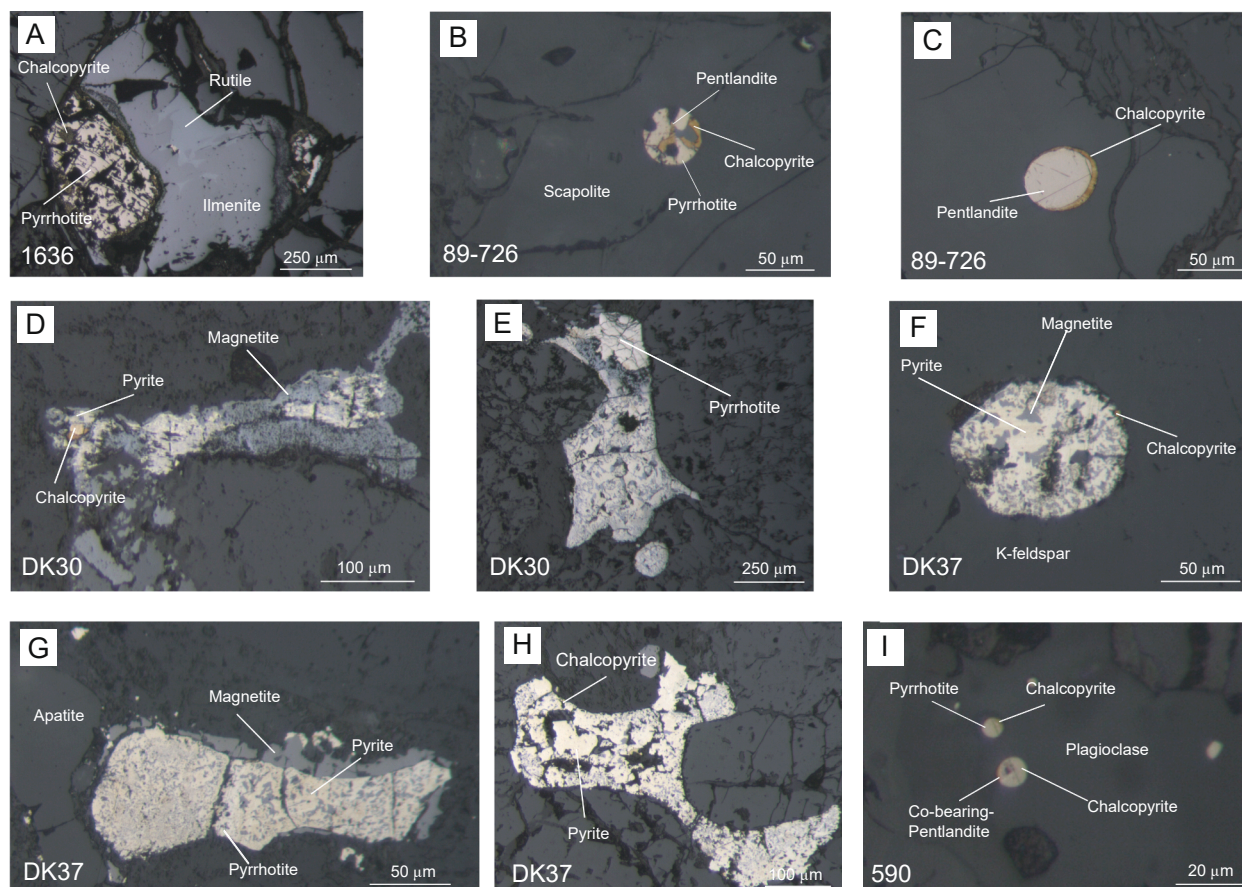 A
Chalcopyrite
Rutile
Pyrrhotite
Ilmenite
1636
250 μm
B
Pentlandite
Chalcopyrite
Scapolite
Pyrrhotite
89-726
50 μm
C
Chalcopyrite
Pentlandite
89-726
50 μm
D
Magnetite
Pyrite
Chalcopyrite
DK30
100 μm
E
Pyrrhotite
DK30
250 μm
F
Magnetite
Pyrite
Chalcopyrite
K-feldspar
DK37
50 μm
G
Apatite
Magnetite
Pyrite
Pyrrhotite
DK37
50 μm
H
Chalcopyrite
Pyrite
DK37
100 μm
I
Pyrrhotite
Chalcopyrite
Plagioclase
Co-bearing-
Pentlandite
Chalcopyrite
590
20 μm